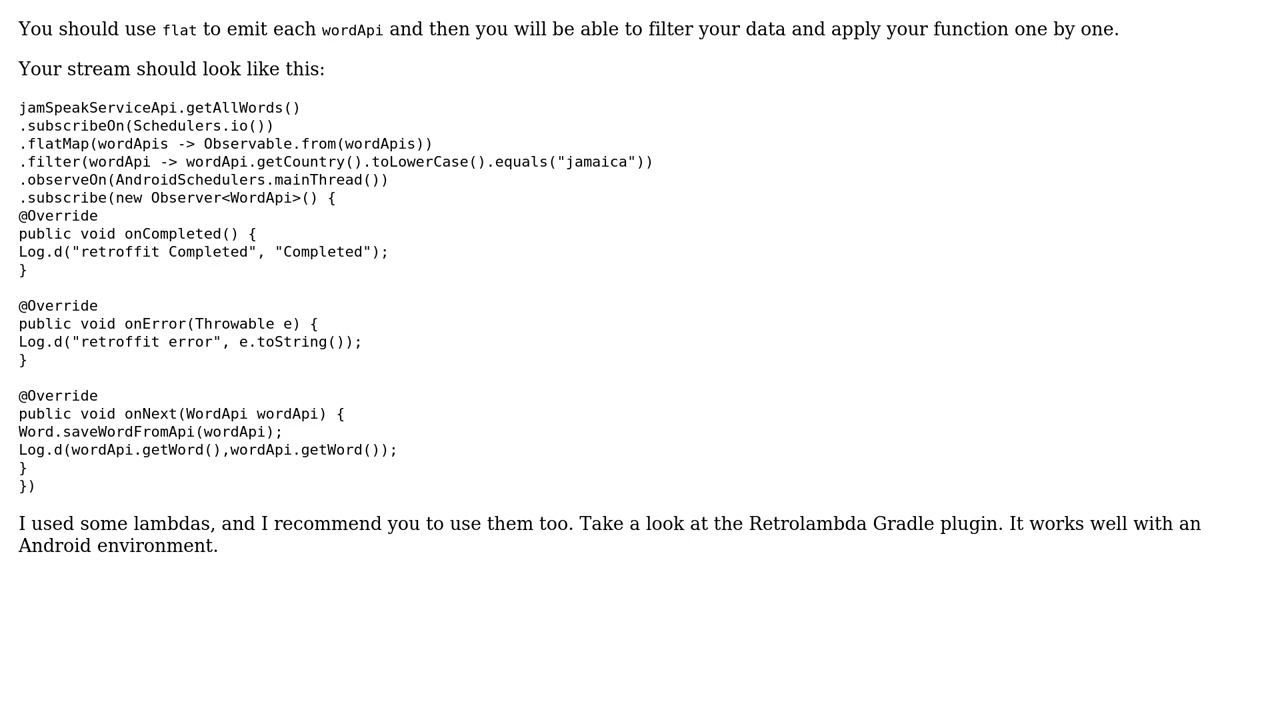 You should use flat to emit each wordApi and then you will be able to filter your data and apply your function one by one.
Your stream should look like this:
jamSpeakServiceApi.getAllWords()
.subscribeOn(Schedulers.io())
.flatMap(wordApis -> Observable.from(wordApis))
.filter(wordApi -> wordApi.getCountry().toLowerCase().equals("jamaica"))
.observeOn(AndroidSchedulers.mainThread())
.subscribe(new Observer<WordApi>() {
@Override
public void onCompleted() {
Log.d("retroffit Completed", "Completed");
}
@Override
public void onError(Throwable e) {
Log.d("retroffit error", e.toString());
}
@Override
public void onNext(WordApi wordApi) {
Word.saveWordFromApi(wordApi);
Log.d(wordApi.getWord(),wordApi.getWord());
}
})
I used some lambdas, and I recommend you to use them too. Take a look at the Retrolambda Gradle plugin. It works well with an
Android environment.